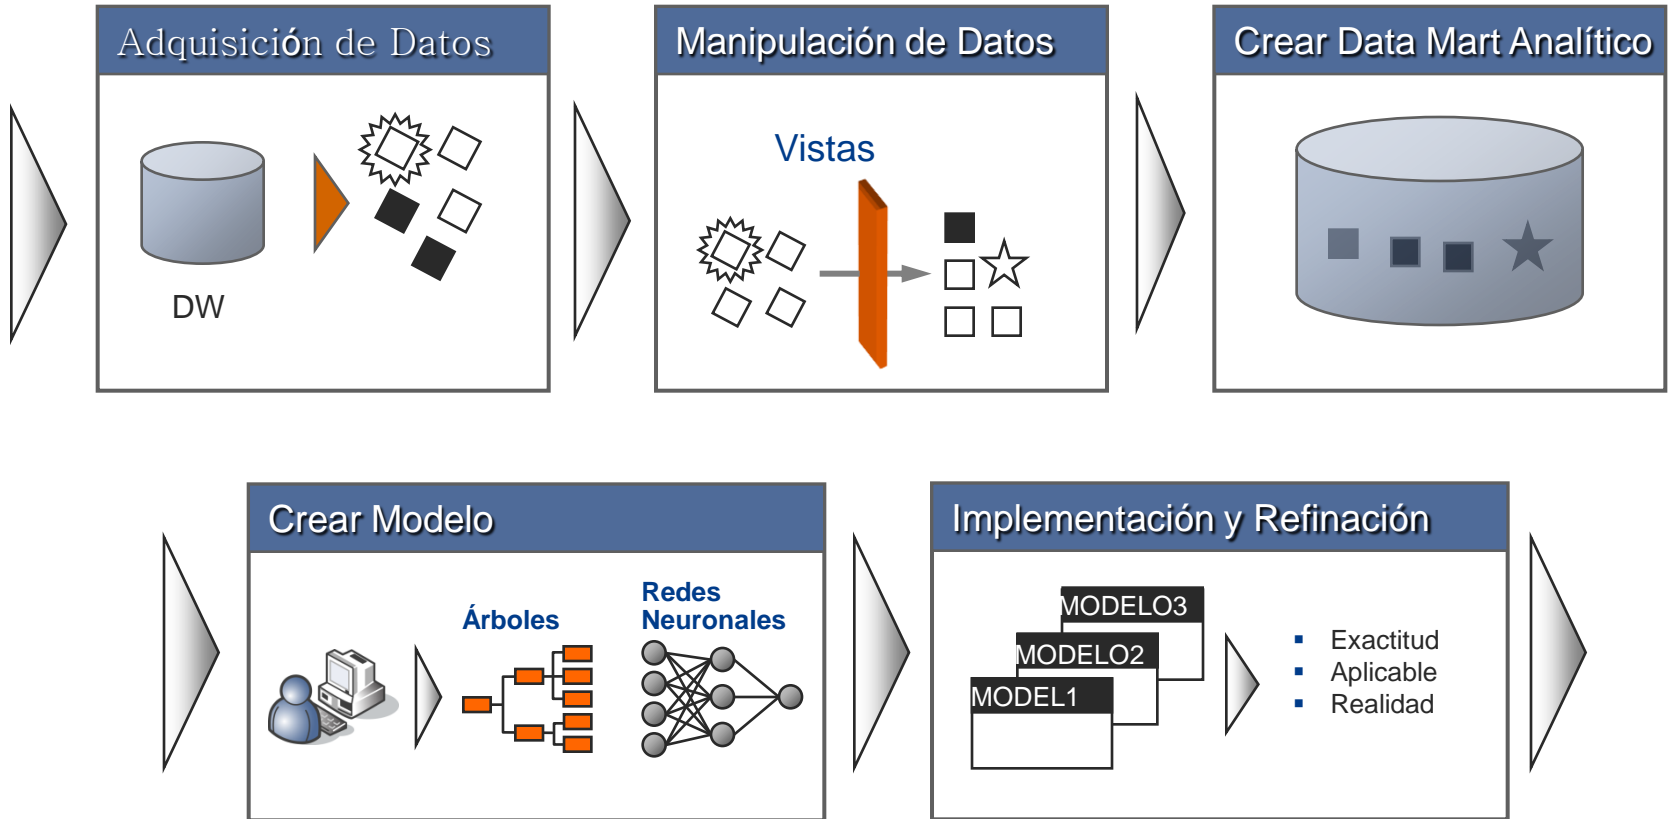 Adquisición de Datos
Manipulación de Datos
Crear Data Mart Analítico
DW
Vistas
Crear Modelo
Árboles
Redes
Neuronales
Implementación y Refinación
MODELO3
MODELO2
MODEL1
▪ Exactitud
▪ Aplicable
▪ Realidad